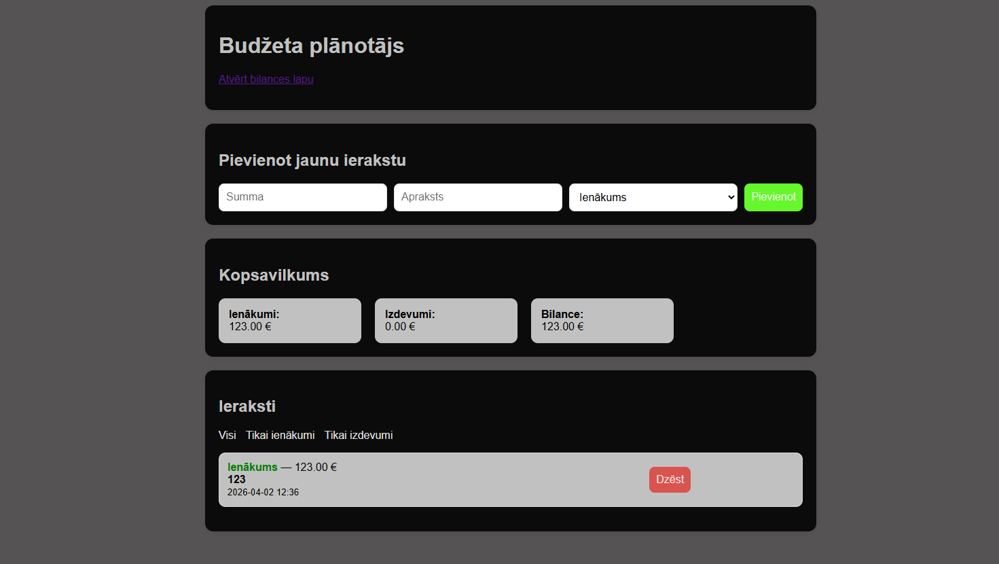 Budžeta plānotājs
Atvērt bilances lapu
Pievienot jaunu ierakstu
Summa Apraksts Ienākums Pievienot
Kopsavilkums
Ienākumi: Izdevumi: Bilance:
123.00 € 0.00 € 123.00 €
Ieraksti
Visi Tikai ienākumi Tikai izdevumi
Ienākums — 123.00 €
123
Dzēst
2026-04-02 12:36